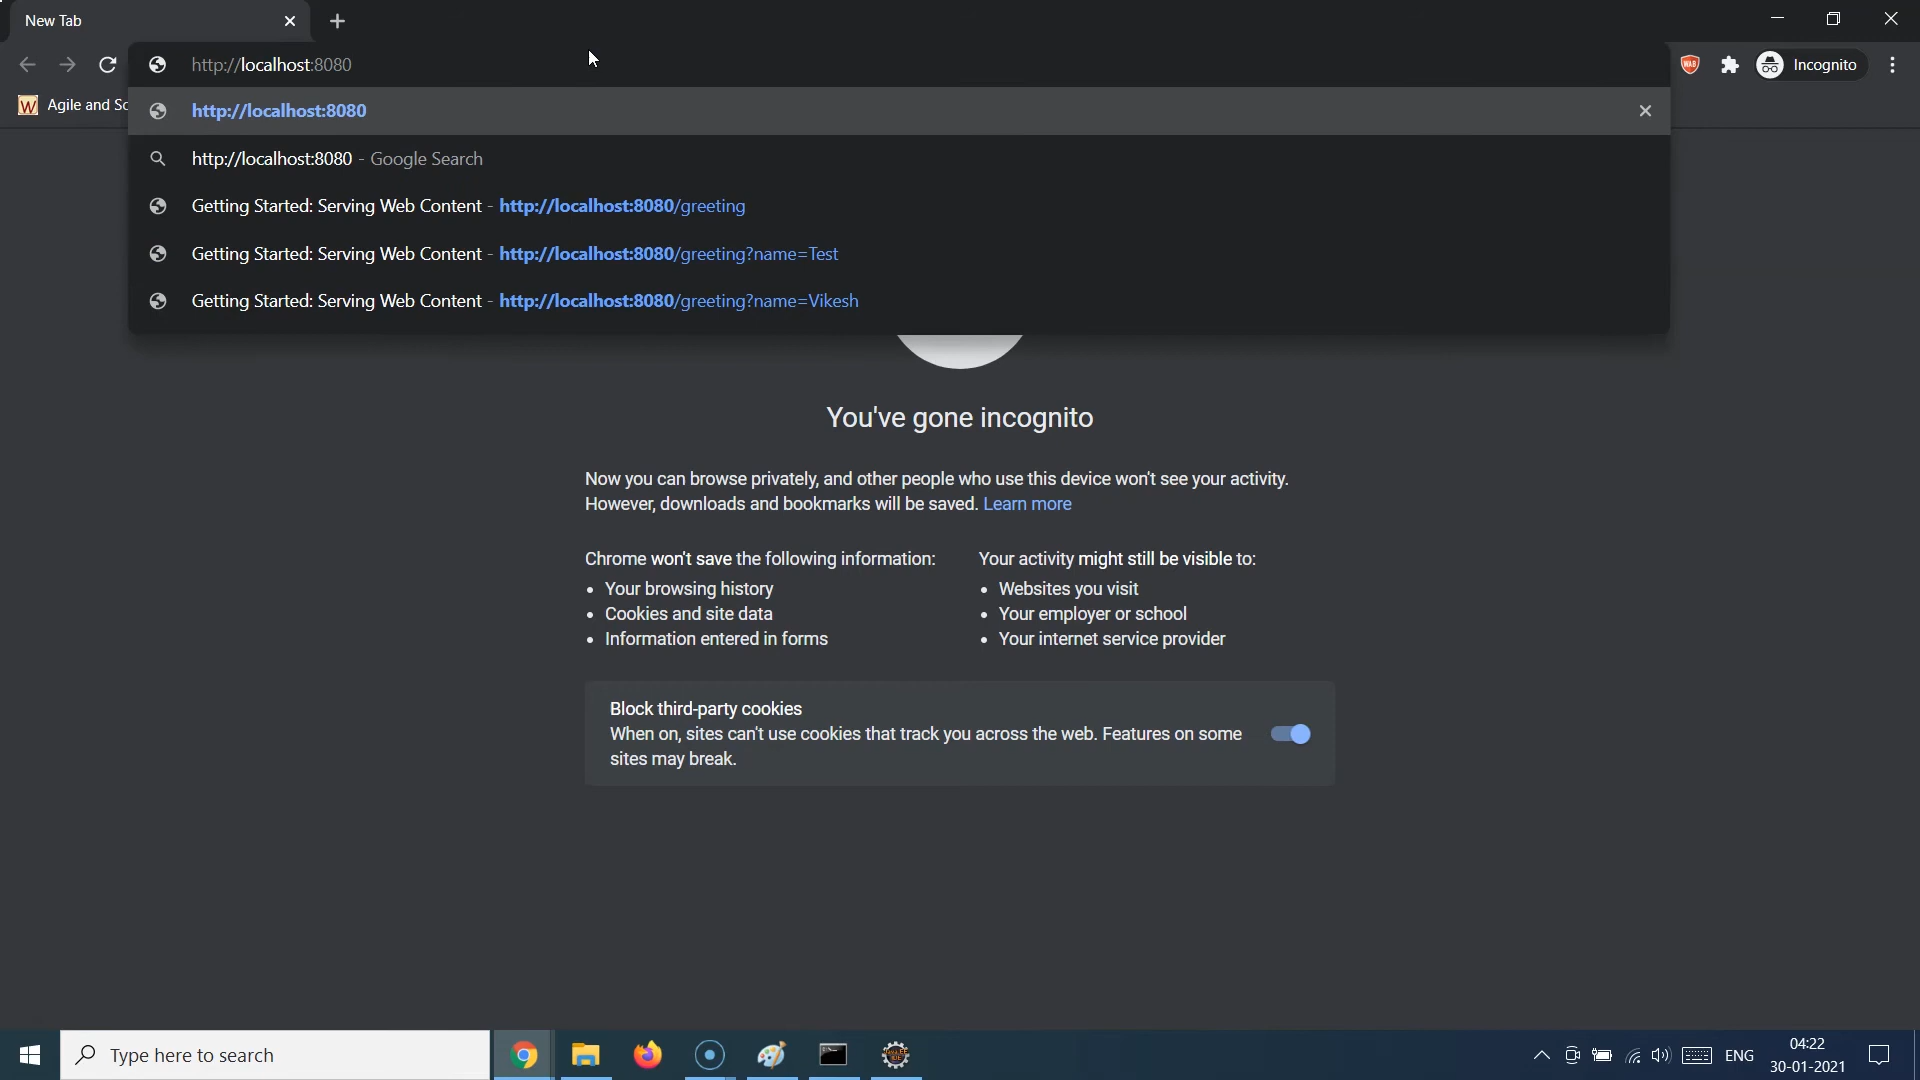 New Tab
http://localhost:8080
Incognito
W Agile and Sc
http://localhost:8080
http://localhost:8080 - Google Search
Getting Started: Serving Web Content - http://localhost:8080/greeting
Getting Started: Serving Web Content - http://localhost:8080/greeting?name=Test
Getting Started: Serving Web Content - http://localhost:8080/greeting?name=Vikesh
You've gone incognito
Now you can browse privately, and other people who use this device won't see your activity.
However, downloads and bookmarks will be saved. Learn more
Chrome won't save the following information:
• Your browsing history
• Cookies and site data
• Information entered in forms
Your activity might still be visible to:
• Websites you visit
• Your employer or school
• Your internet service provider
Block third-party cookies
When on, sites can't use cookies that track you across the web. Features on some
sites may break.
Type here to search
ENG
04:22
30-01-2021